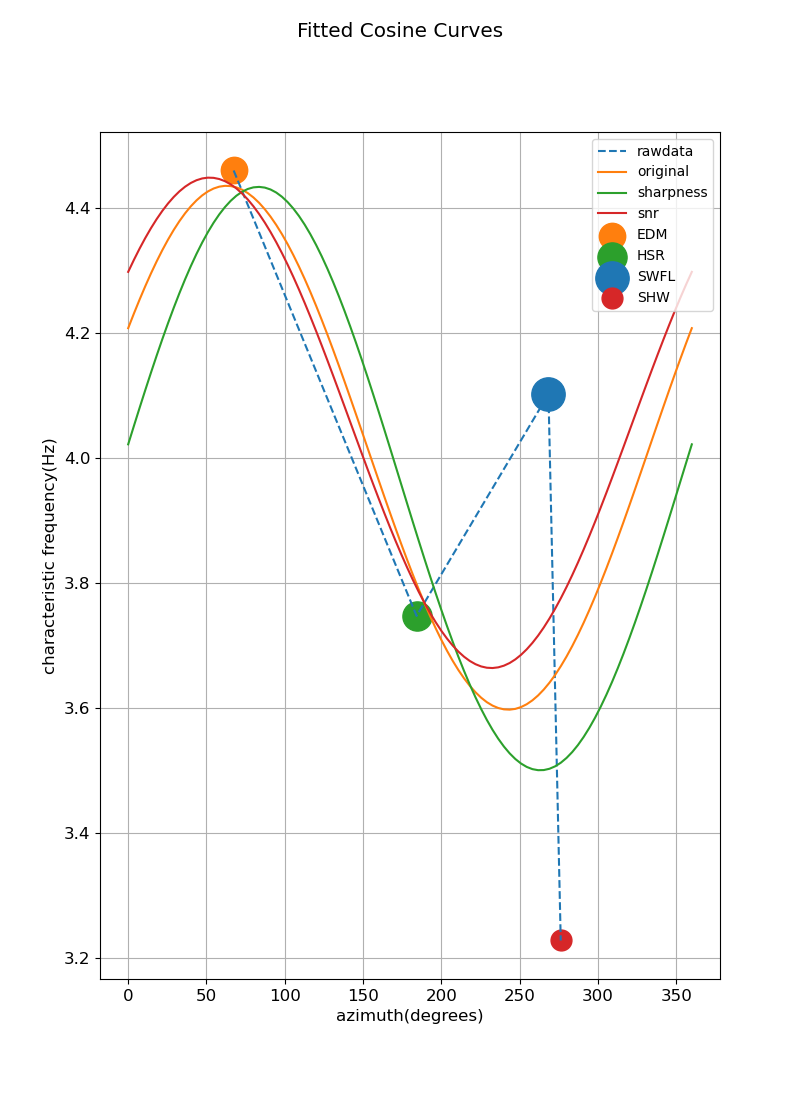 Fitted Cosine Curves
rawdata
original
sharpness
snr
EDM
HSR
SWFL
SHW
4.4
4.2
4.0
3.8
3.6
3.4
3.2
characteristic frequency(Hz)
0 50 100 150 200 250 300 350
azimuth(degrees)